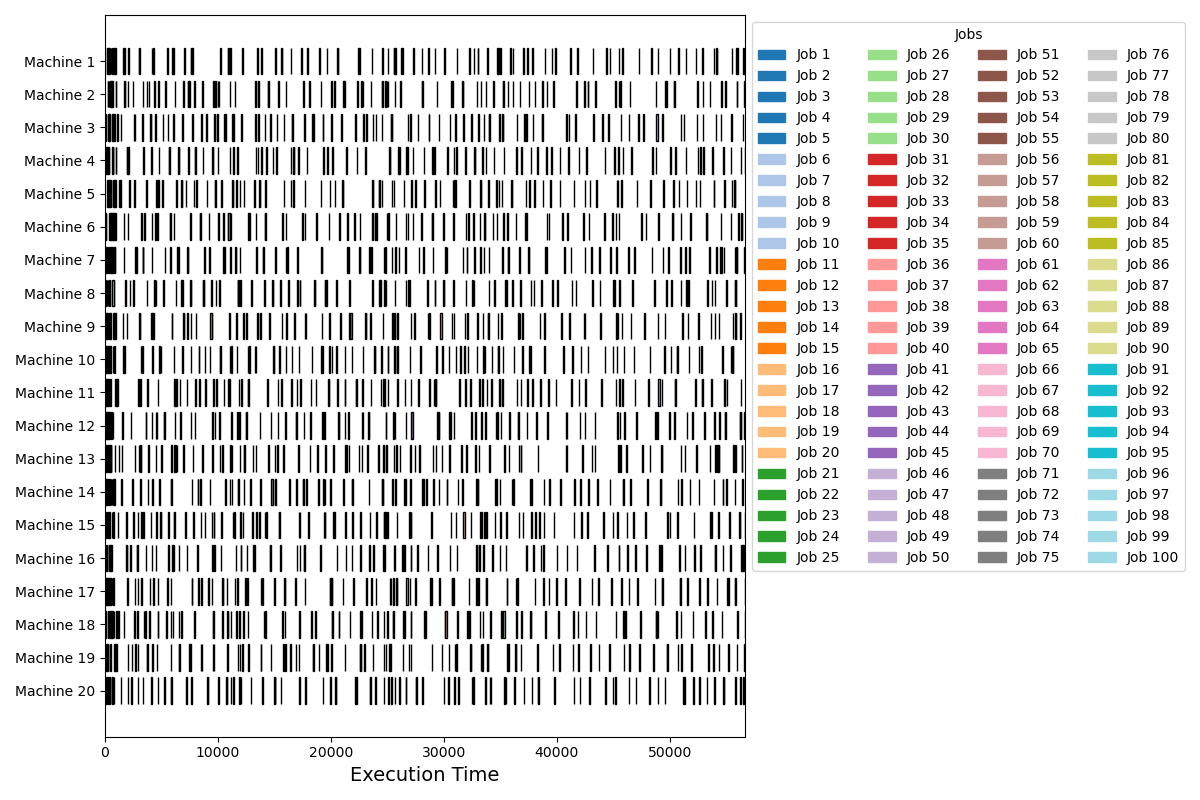 Machine 1
Machine 2
Machine 3
Machine 4
Machine 5
Machine 6
Machine 7
Machine 8
Machine 9
Machine 10
Machine 11
Machine 12
Machine 13
Machine 14
Machine 15
Machine 16
Machine 17
Machine 18
Machine 19
Machine 20
0 10000 20000 30000 40000 50000
Execution Time
Jobs
Job 1 Job 26 Job 51 Job 76
Job 2 Job 27 Job 52 Job 77
Job 3 Job 28 Job 53 Job 78
Job 4 Job 29 Job 54 Job 79
Job 5 Job 30 Job 55 Job 80
Job 6 Job 31 Job 56 Job 81
Job 7 Job 32 Job 57 Job 82
Job 8 Job 33 Job 58 Job 83
Job 9 Job 34 Job 59 Job 84
Job 10 Job 35 Job 60 Job 85
Job 11 Job 36 Job 61 Job 86
Job 12 Job 37 Job 62 Job 87
Job 13 Job 38 Job 63 Job 88
Job 14 Job 39 Job 64 Job 89
Job 15 Job 40 Job 65 Job 90
Job 16 Job 41 Job 66 Job 91
Job 17 Job 42 Job 67 Job 92
Job 18 Job 43 Job 68 Job 93
Job 19 Job 44 Job 69 Job 94
Job 20 Job 45 Job 70 Job 95
Job 21 Job 46 Job 71 Job 96
Job 22 Job 47 Job 72 Job 97
Job 23 Job 48 Job 73 Job 98
Job 24 Job 49 Job 74 Job 99
Job 25 Job 50 Job 75 Job 100